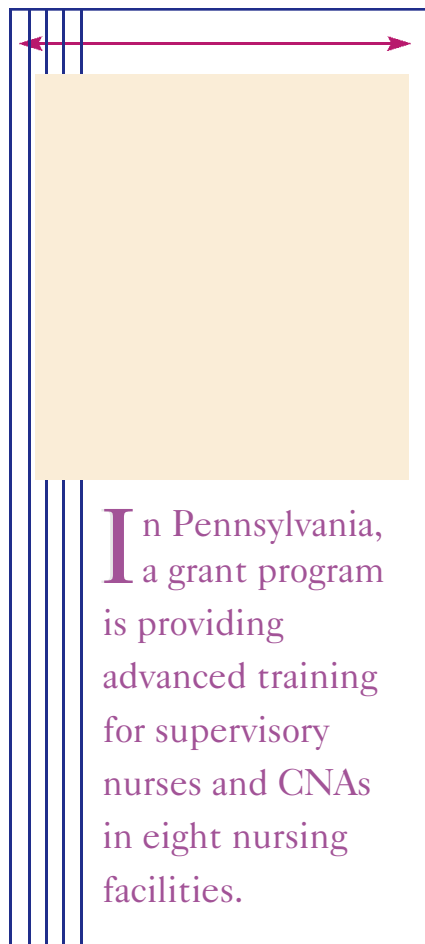 In Pennsylvania,
a grant program
is providing
advanced training
for supervisory
nurses and CNAs
in eight nursing
facilities.